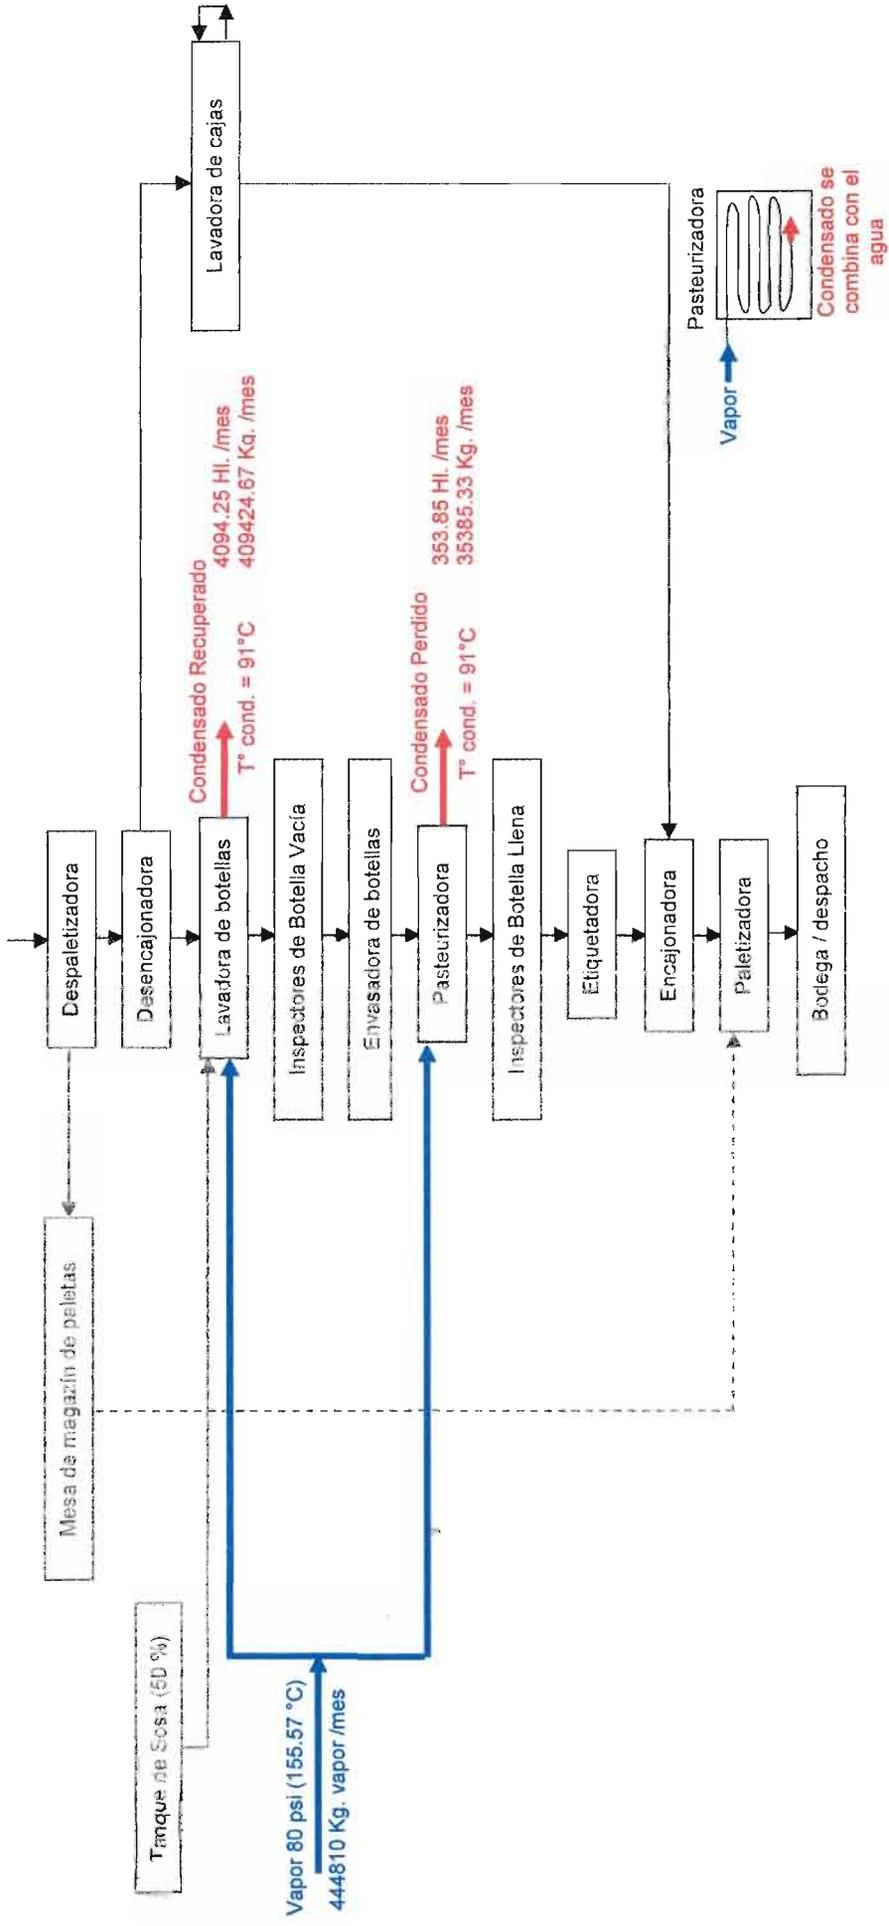 Tanque de Sosa (50 %)
Mesa de magazín de paletas
Despaletizadora
Desencajonadora
Lavadora de cajas
Vapor 80 psi (155.57 °C)
444810 Kg. vapor /mes
Lavadora de botellas
Condensado Recuperado
4094.25 Hl. /mes
T° cond. = 91°C
409424.67 Kg. /mes
Inspectores de Botella Vacía
Envasadora de botellas
Pasteurizadora
Condensado Perdido
353.85 Hl. /mes
T° cond. = 91°C
35385.33 Kg. /mes
Inspectores de Botella Llena
Etiquetadora
Encajonadora
Paletizadora
Bodega / despacho
Pasteurizadora
Vapor
Condensado se
combina con el
agua